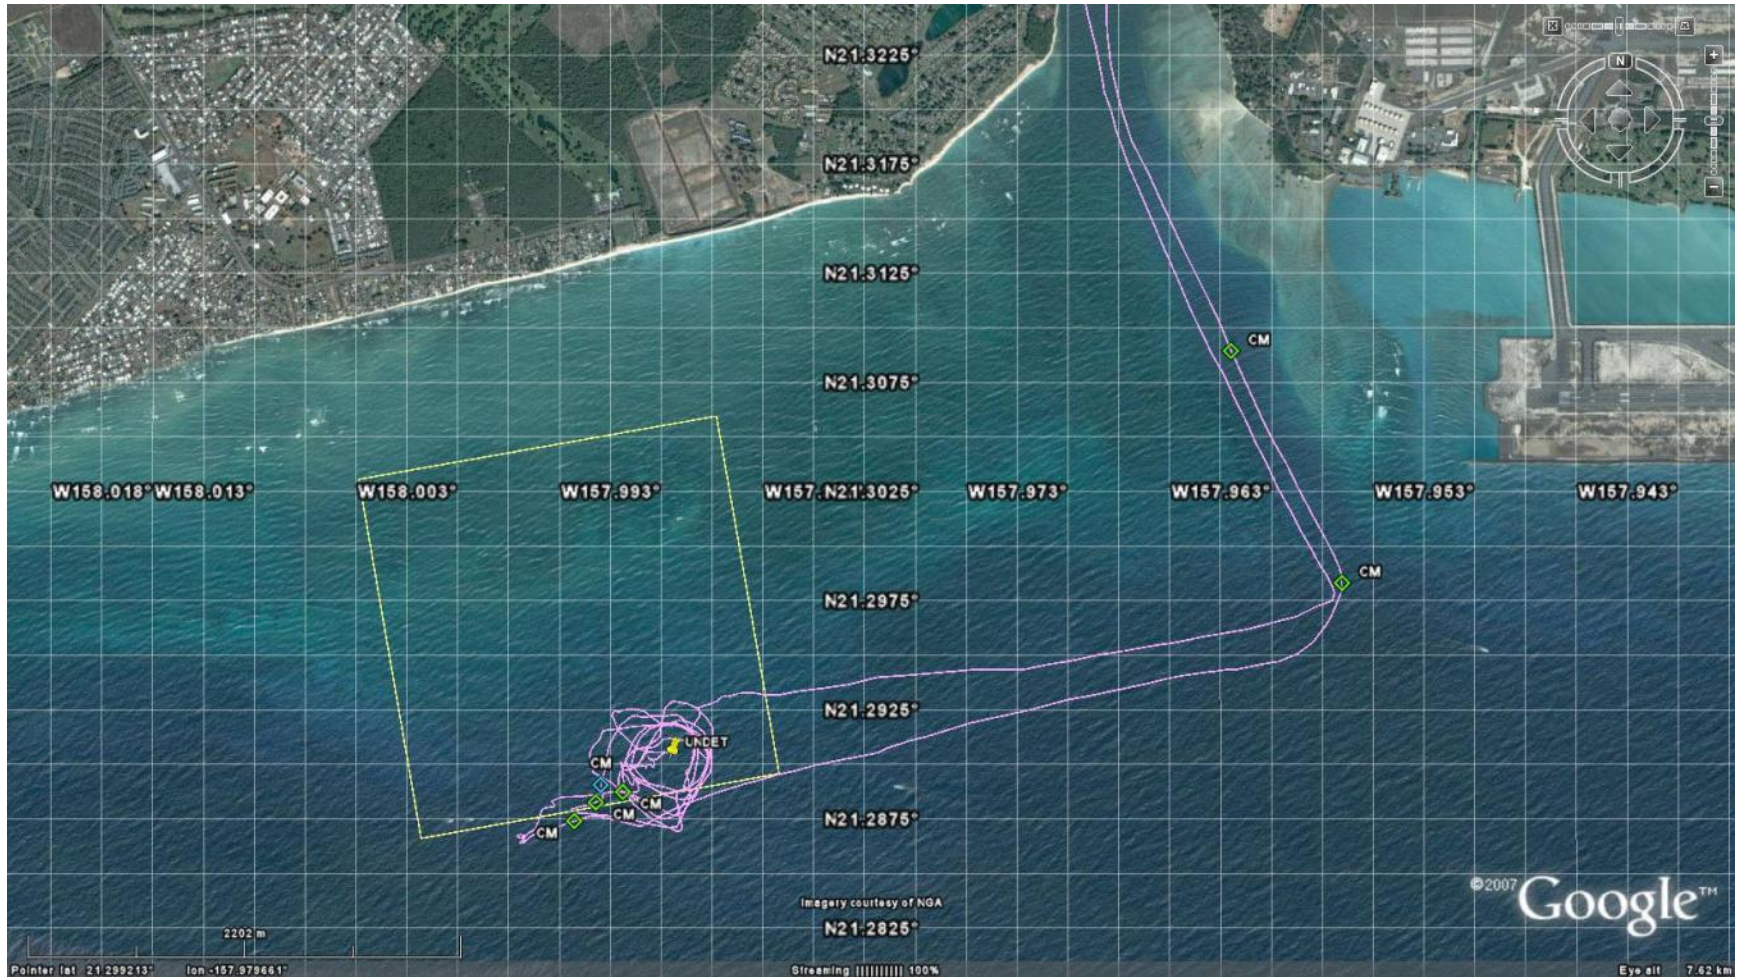 N21.3225°
N
N21.3175°
N21.3125°
CM
N21.3075°
W158.018° W158.013° W158.003° W157.993° W157. N21.3025° W157.973° W157.963° W157.953° W157.943°
CM
N21.2975°
N21.2925°
UNDET
CM
CM
CM
N21.2875°
CM
©2007 Google™
Imagery courtesy of NGA
N21.2825°
2202 m
Pointer lat 21.299213° lon -157.979661° Streaming |||||||||| 100% Eye alt 7.62 km